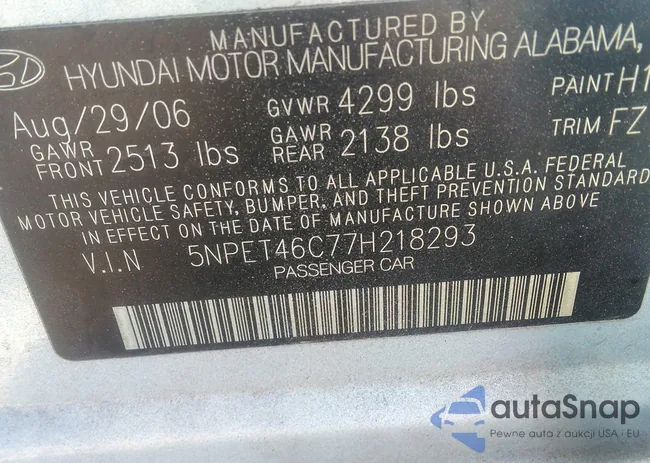 MANUFACTURED BY
HYUNDAI MOTOR MANUFACTURING ALABAMA,
Aug/29/06 GVWR 4299 lbs PAINT H1
GAWR FRONT 2513 lbs GAWR REAR 2138 lbs TRIM FZ
THIS VEHICLE CONFORMS TO ALL APPLICABLE U.S.A. FEDERAL
MOTOR VEHICLE SAFETY, BUMPER, AND THEFT PREVENTION STANDARD
IN EFFECT ON THE DATE OF MANUFACTURE SHOWN ABOVE
V.I.N 5NPET46C77H218293
PASSENGER CAR
autaSnap
Pewne auta z aukcji USA i EU